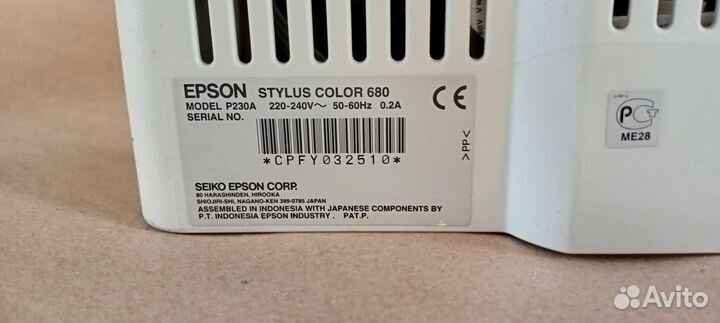 EPSON STYLUS COLOR 680
MODEL P230A 220-240V~ 50-60Hz 0.2A
SERIAL NO.
CE
*CPFY032510*
>PP<
SEIKO EPSON CORP.
80 HARASHINDEN, HIROOKA
SHIOJIRI-SHI, NAGANO-KEN 399-0785 JAPAN
ASSEMBLED IN INDONESIA WITH JAPANESE COMPONENTS BY
P.T. INDONESIA EPSON INDUSTRY. PAT.P.
>PP<
РСТ
ME28
Avito